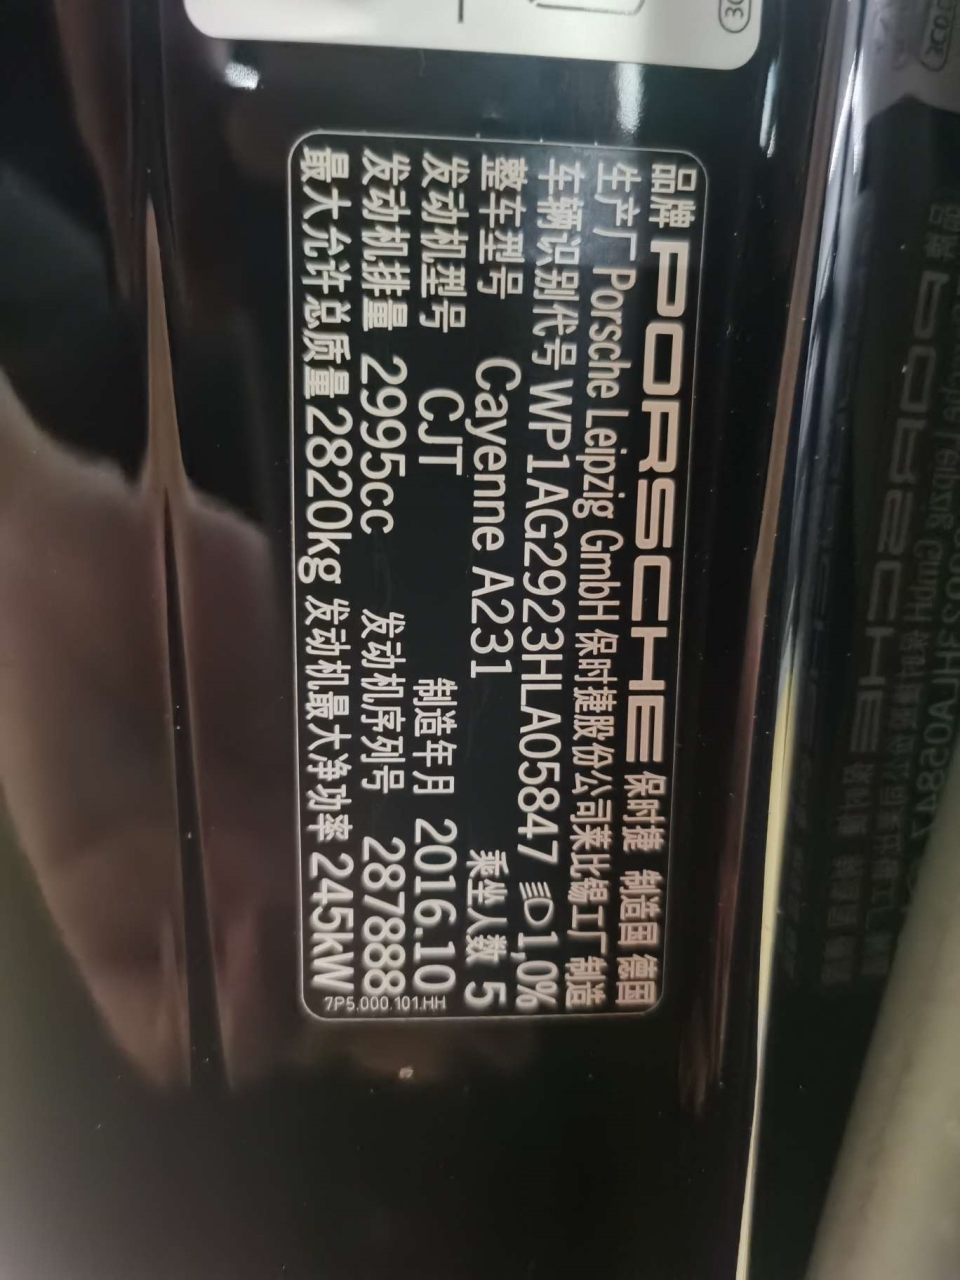 品牌 PORSCHE 保时捷 制造国 德国
生产厂 Porsche Leipzig GmbH 保时捷股份公司莱比锡工厂制造
车辆识别代号 WP1AG2923HLA05847 1,0%
整车型号 Cayenne A231 乘坐人数 5
发动机型号 CJT 制造年月 2016.10
发动机排量 2995cc 发动机序列号 287888
最大允许总质量 2820kg 发动机最大净功率 245kW
7P5.000.101.HH